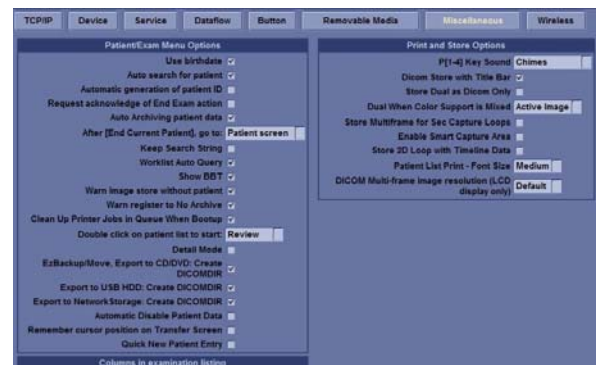 TCP/IP Device Service Dataflow Button Removable Media Miscellaneous Wireless
Patient/Exam Menu Options
Use birthdate
Auto search for patient
Automatic generation of patient ID
Request acknowledge of End Exam action
Auto Archiving patient data
After [End Current Patient], go to: Patient screen
Keep Search String
Worklist Auto Query
Show BBT
Warn image store without patient
Warn register to No Archive
Clean Up Printer Jobs in Queue When Bootup
Double click on patient list to start: Review
Detail Mode
EzBackup/Move, Export to CD/DVD: Create
DICOMDIR
Export to USB HDD: Create DICOMDIR
Export to NetworkStorage: Create DICOMDIR
Automatic Disable Patient Data
Remember cursor position on Transfer Screen
Quick New Patient Entry
Columns in examination listing
Print and Store Options
P[1-4] Key Sound Chimes
Dicom Store with Title Bar
Store Dual as Dicom Only
Dual When Color Support is Mixed Active Image
Store Multiframe for Sec Capture Loops
Enable Smart Capture Area
Store 2D Loop with Timeline Data
Patient List Print - Font Size Medium
DICOM Multi-frame image resolution (LCD
display only) Default